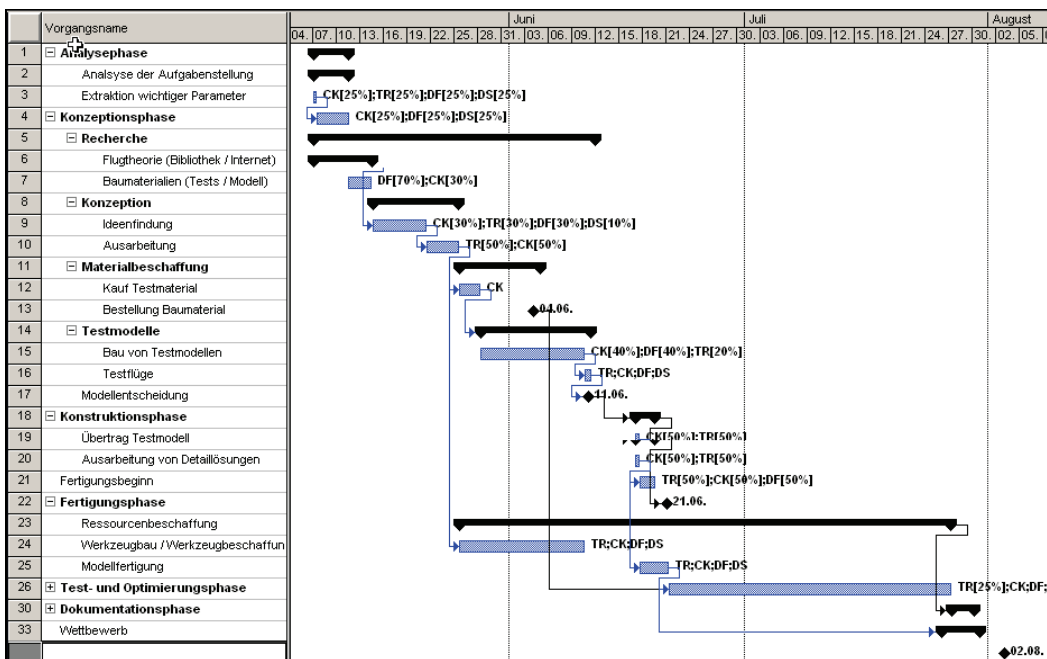 Juni Juli August
Vorgangsname 04. 07. 10. 13. 16. 19. 22. 25. 28. 31. 03. 06. 09. 12. 15. 18. 21. 24. 27. 30. 03. 06. 09. 12. 15. 18. 21. 24. 27. 30. 02. 05.
1 Analysephase
2 Analsyse der Aufgabenstellung
3 Extraktion wichtiger Parameter CK[25%];TR[25%];DF[25%];DS[25%]
4 Konzeptionsphase CK[25%];DF[25%];DS[25%]
5 Recherche
6 Flugtheorie (Bibliothek / Internet)
7 Baumaterialien (Tests / Modell) DF[70%];CK[30%]
8 Konzeption
9 Ideenfindung CK[30%];TR[30%];DF[30%];DS[10%]
10 Ausarbeitung TR[50%];CK[50%]
11 Materialbeschaffung
12 Kauf Testmaterial CK
13 Bestellung Baumaterial 04.06.
14 Testmodelle
15 Bau von Testmodellen CK[40%];DF[40%];TR[20%]
16 Testflüge TR;CK;DF;DS
17 Modellentscheidung 11.06.
18 Konstruktionsphase
19 Übertrag Testmodell CK[50%];TR[50%]
20 Ausarbeitung von Detaillösungen CK[50%];TR[50%]
21 Fertigungsbeginn TR[50%];CK[50%];DF[50%]
22 Fertigungsphase 21.06.
23 Ressourcenbeschaffung
24 Werkzeugbau / Werkzeugbeschaffun TR;CK;DF;DS
25 Modellfertigung TR;CK;DF;DS
26 Test- und Optimierungsphase TR[25%];CK;DF;
30 Dokumentationsphase
33 Wettbewerb
02.08.